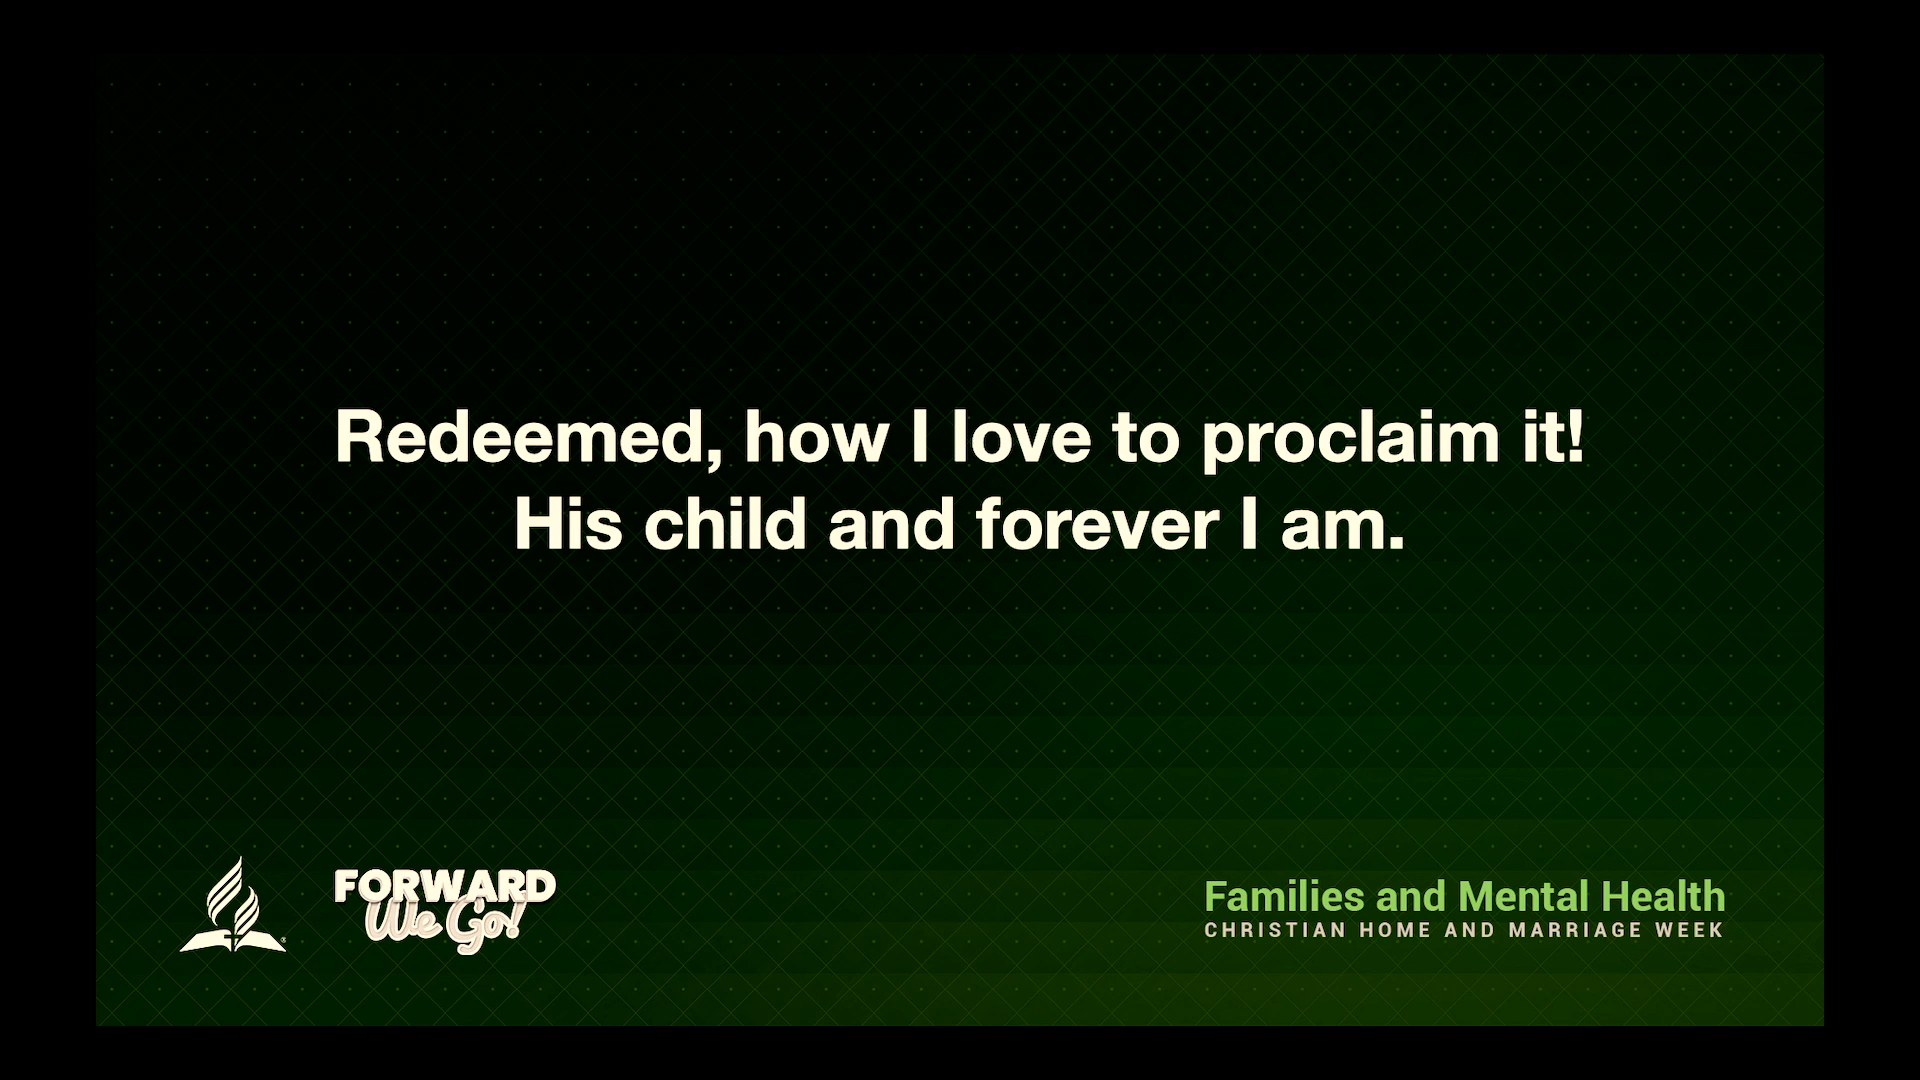 Redeemed, how I love to proclaim it!
His child and forever I am.
FORWARD
We Go!
Families and Mental Health
CHRISTIAN HOME AND MARRIAGE WEEK